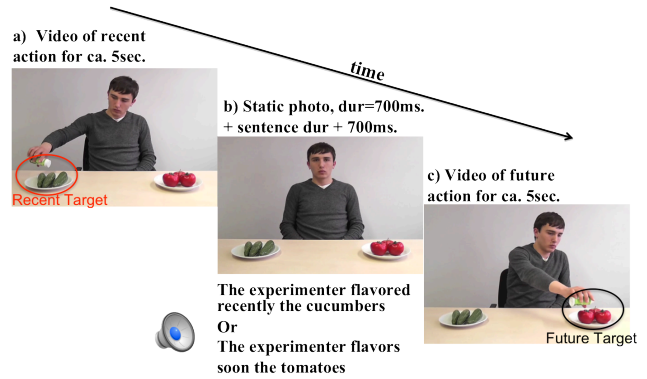 a) Video of recent
action for ca. 5sec.
time
b) Static photo, dur=700ms.
+ sentence dur + 700ms.
c) Video of future
action for ca. 5sec.
Recent Target
The experimenter flavored
recently the cucumbers
Or
The experimenter flavors
soon the tomatoes
Future Target